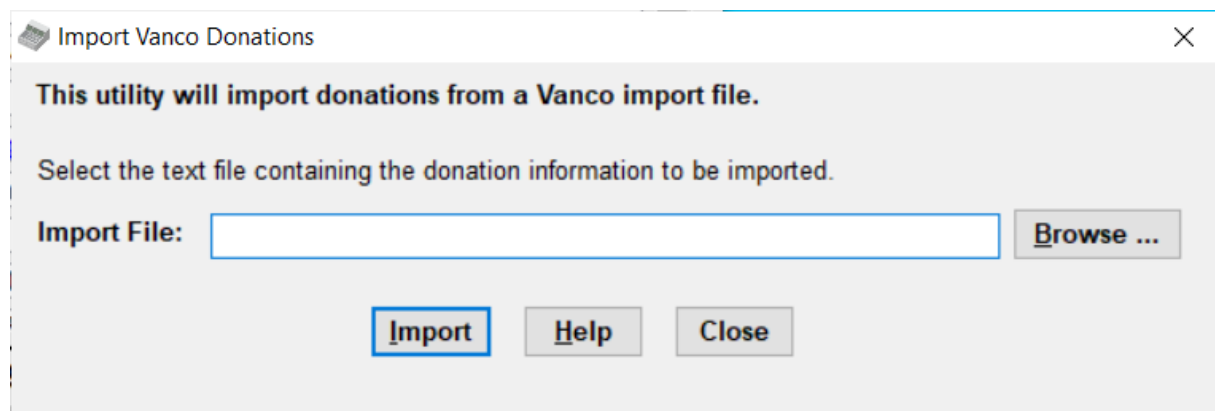 Import Vanco Donations
This utility will import donations from a Vanco import file.
Select the text file containing the donation information to be imported.
Import File: Browse ...
Import Help Close